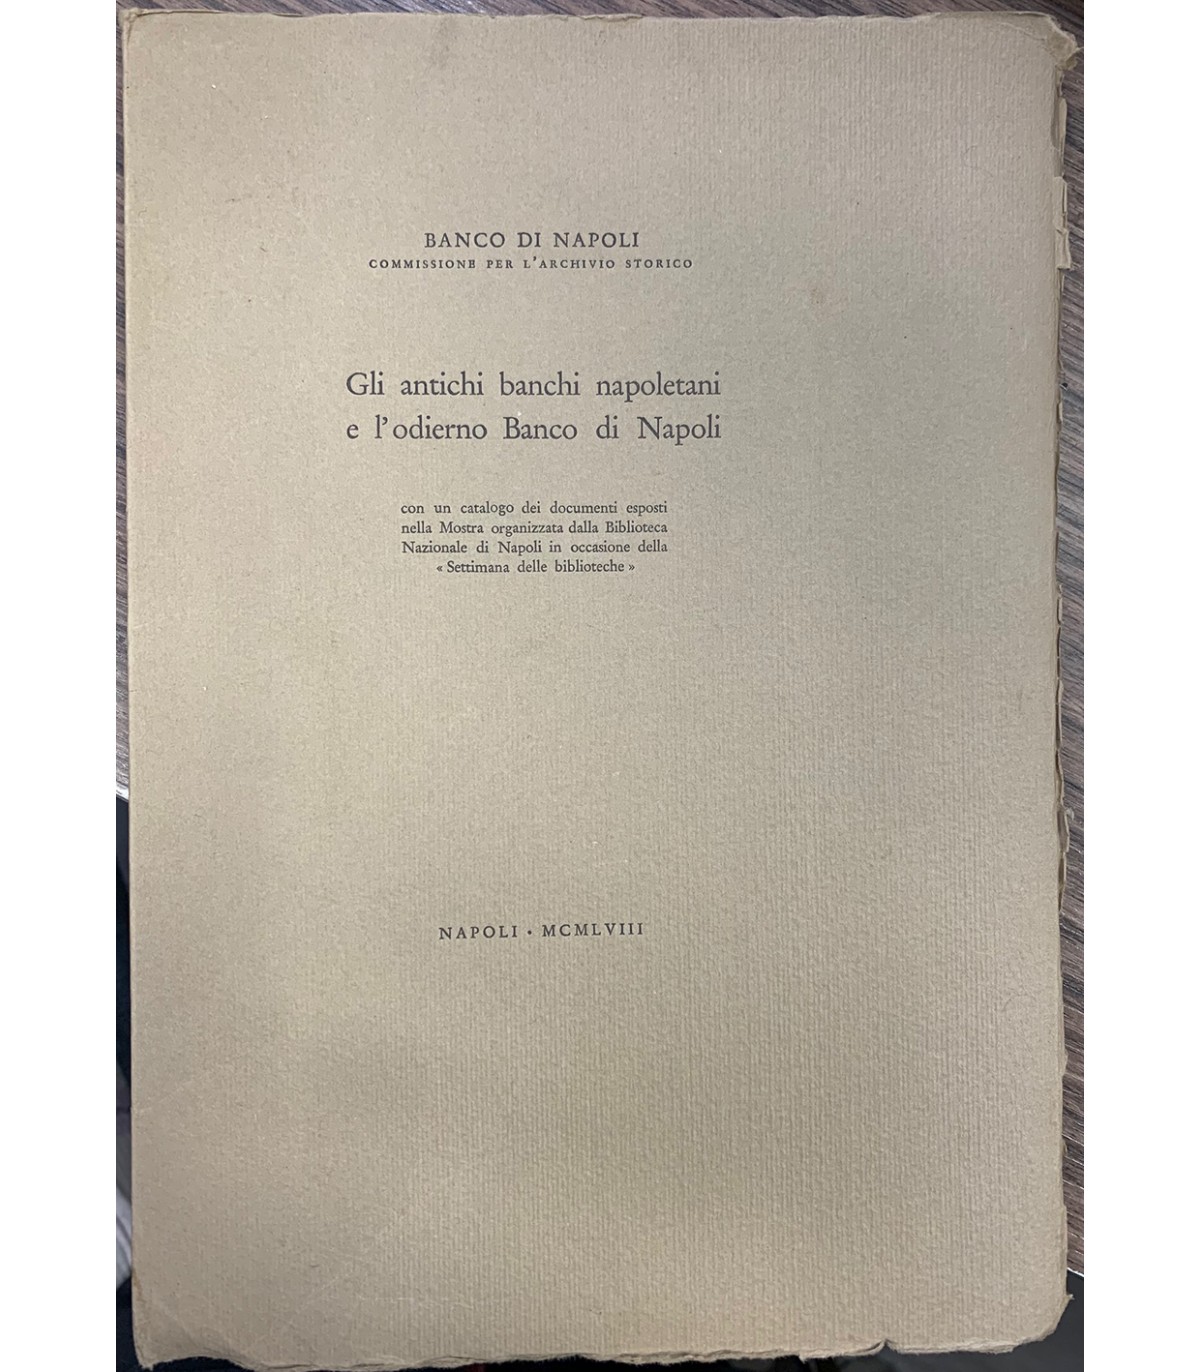 BANCO DI NAPOLI
COMMISSIONE PER L'ARCHIVIO STORICO
Gli antichi banchi napoletani
e l'odierno Banco di Napoli
con un catalogo dei documenti esposti
nella Mostra organizzata dalla Biblioteca
Nazionale di Napoli in occasione della
« Settimana delle biblioteche »
NAPOLI • MCMLVIII